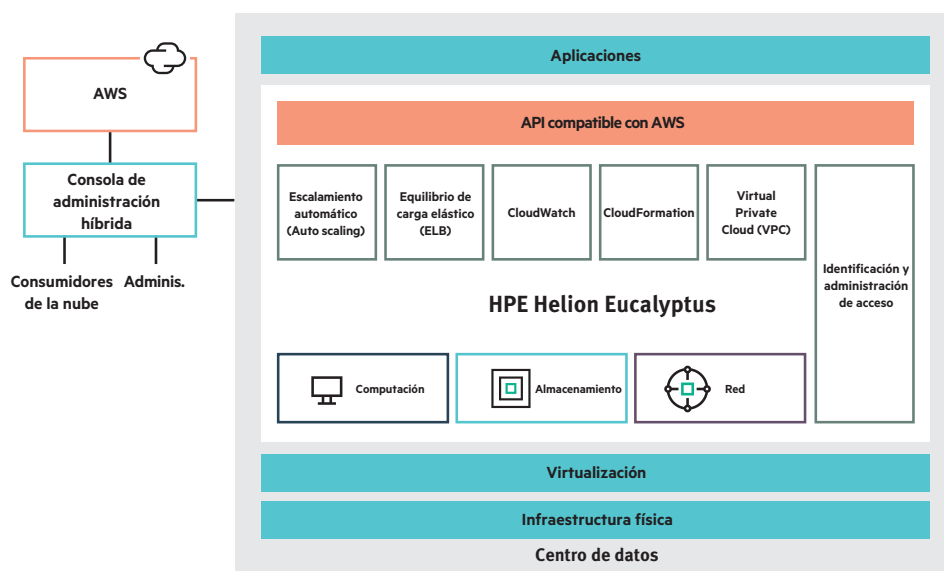 AWS
Consola de
administración
híbrida
Consumidores
de la nube
Adminis.
Aplicaciones
API compatible con AWS
Escalamiento
automático
(Auto scaling)
Equilibrio de
carga elástico
(ELB)
CloudWatch
CloudFormation
Virtual
Private
Cloud (VPC)
Identificación y
administración
de acceso
HPE Helion Eucalyptus
Computación
Almacenamiento
Red
Virtualización
Infraestructura física
Centro de datos